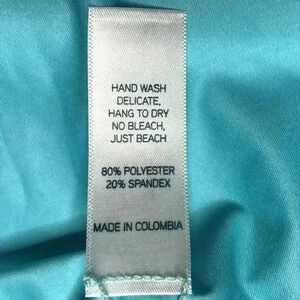 HAND WASH
DELICATE,
HANG TO DRY
NO BLEACH,
JUST BEACH
80% POLYESTER
20% SPANDEX
MADE IN COLOMBIA